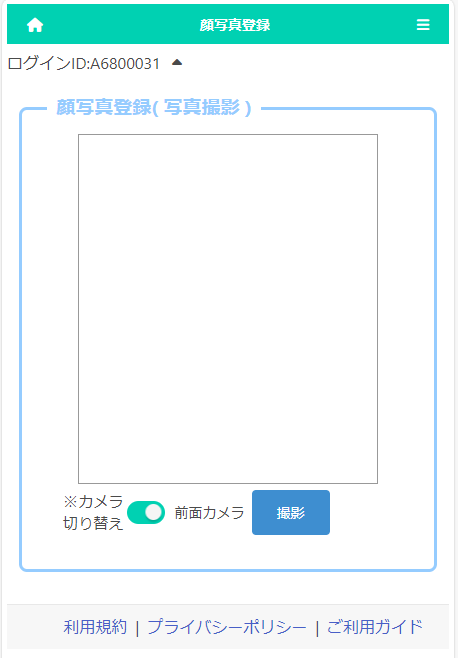 顔写真登録
ログインID:A6800031
顔写真登録( 写真撮影 )
※カメラ
切り替え
前面カメラ
撮影
利用規約 | プライバシーポリシー | ご利用ガイド